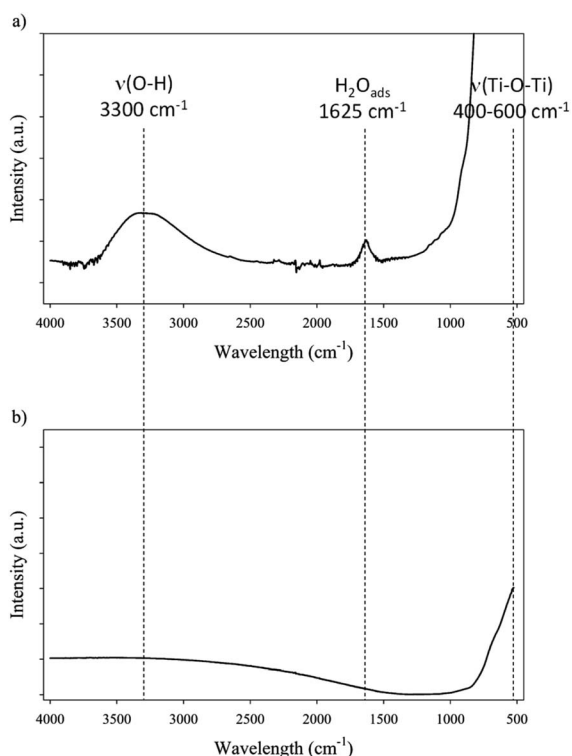 a)
ν(O-H)
3300 cm⁻¹
H₂Oₐdₛ
1625 cm⁻¹
ν(Ti-O-Ti)
400-600 cm⁻¹
Intensity (a.u.)
4000 3500 3000 2500 2000 1500 1000 500
Wavelength (cm⁻¹)
b)
Intensity (a.u.)
4000 3500 3000 2500 2000 1500 1000 500
Wavelength (cm⁻¹)